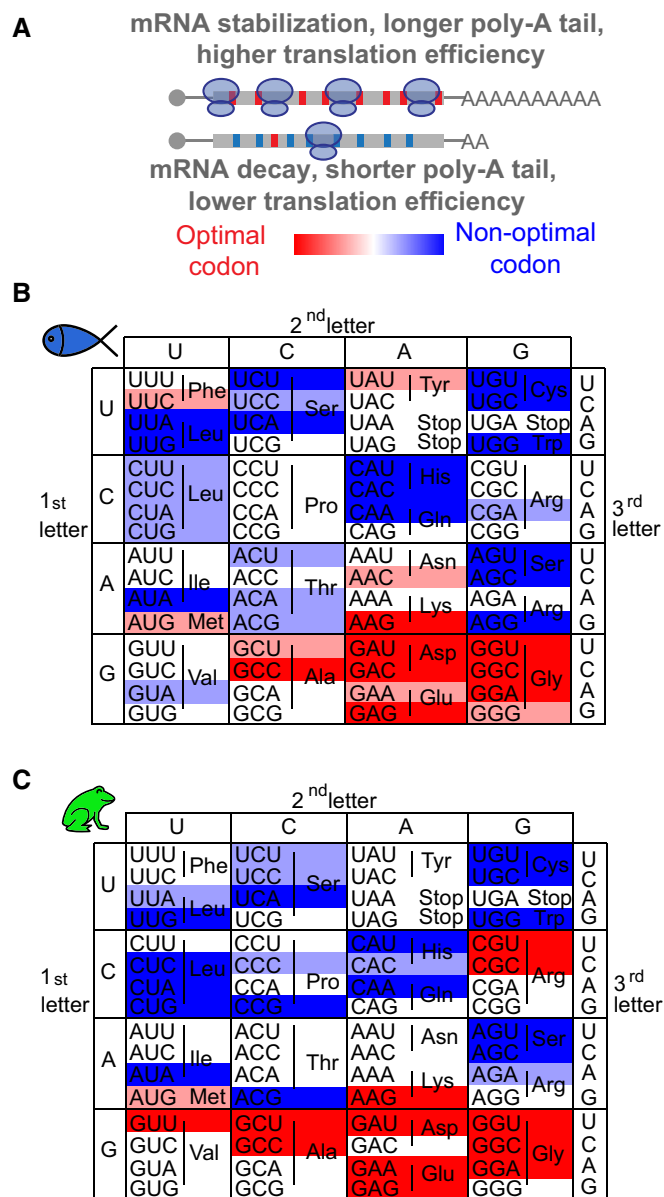 A
mRNA stabilization, longer poly-A tail,
higher translation efficiency
AAAAAAAAAA
AA
mRNA decay, shorter poly-A tail,
lower translation efficiency
Optimal
codon
Non-optimal
codon
B
2nd letter
U C A G
U
UUU UUC Phe
UUA UUG Leu
UCU UCC UCA UCG Ser
UAU UAC Tyr
UAA Stop
UAG Stop
UGU UGC Cys
UGA Stop
UGG Trp
U C A G
1st
letter
C
CUU CUC CUA CUG Leu
CCU CCC CCA CCG Pro
CAU CAC His
CAA CAG Gln
CGU CGC CGA CGG Arg
U C A G
3rd
letter
A
AUU AUC AUA Ile
AUG Met
ACU ACC ACA ACG Thr
AAU AAC Asn
AAA AAG Lys
AGU AGC Ser
AGA AGG Arg
U C A G
G
GUU GUC GUA GUG Val
GCU GCC GCA GCG Ala
GAU GAC Asp
GAA GAG Glu
GGU GGC GGA GGG Gly
U C A G
C
2nd letter
U C A G
U
UUU UUC Phe
UUA UUG Leu
UCU UCC UCA UCG Ser
UAU UAC Tyr
UAA Stop
UAG Stop
UGU UGC Cys
UGA Stop
UGG Trp
U C A G
1st
letter
C
CUU CUC CUA CUG Leu
CCU CCC CCA CCG Pro
CAU CAC His
CAA CAG Gln
CGU CGC CGA CGG Arg
U C A G
3rd
letter
A
AUU AUC AUA Ile
AUG Met
ACU ACC ACA ACG Thr
AAU AAC Asn
AAA AAG Lys
AGU AGC Ser
AGA AGG Arg
U C A G
G
GUU GUC GUA GUG Val
GCU GCC GCA GCG Ala
GAU GAC Asp
GAA GAG Glu
GGU GGC GGA GGG Gly
U C A G